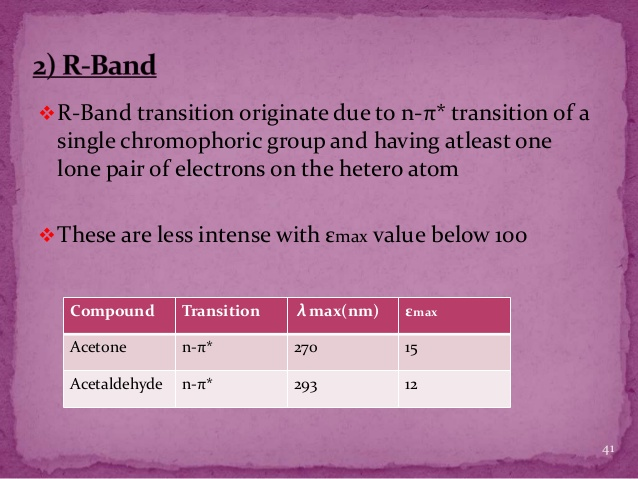 2) R-Band
❖R-Band transition originate due to n-π* transition of a
single chromophoric group and having atleast one
lone pair of electrons on the hetero atom
❖These are less intense with εmax value below 100
Compound Transition λmax(nm) εmax
Acetone n-π* 270 15
Acetaldehyde n-π* 293 12
41